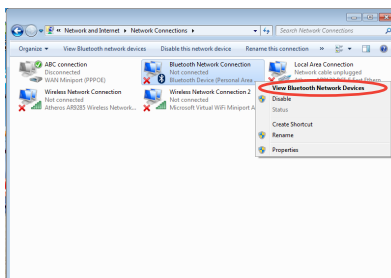 « Network and Internet ▸ Network Connections ▸
Search Network Connections
Organize ▾ View Bluetooth network devices Disable this network device Rename this connection »
ABC connection
Disconnected
WAN Miniport (PPPOE)
Bluetooth Network Connection
Not connected
Bluetooth Device (Personal Area
Local Area Connection
Network cable unplugged
Wireless Network Connection
Not connected
Atheros AR9285 Wireless Network...
Wireless Network Connection 2
Not connected
Microsoft Virtual WiFi Miniport A
View Bluetooth Network Devices
Disable
Status
Create Shortcut
Rename
Properties